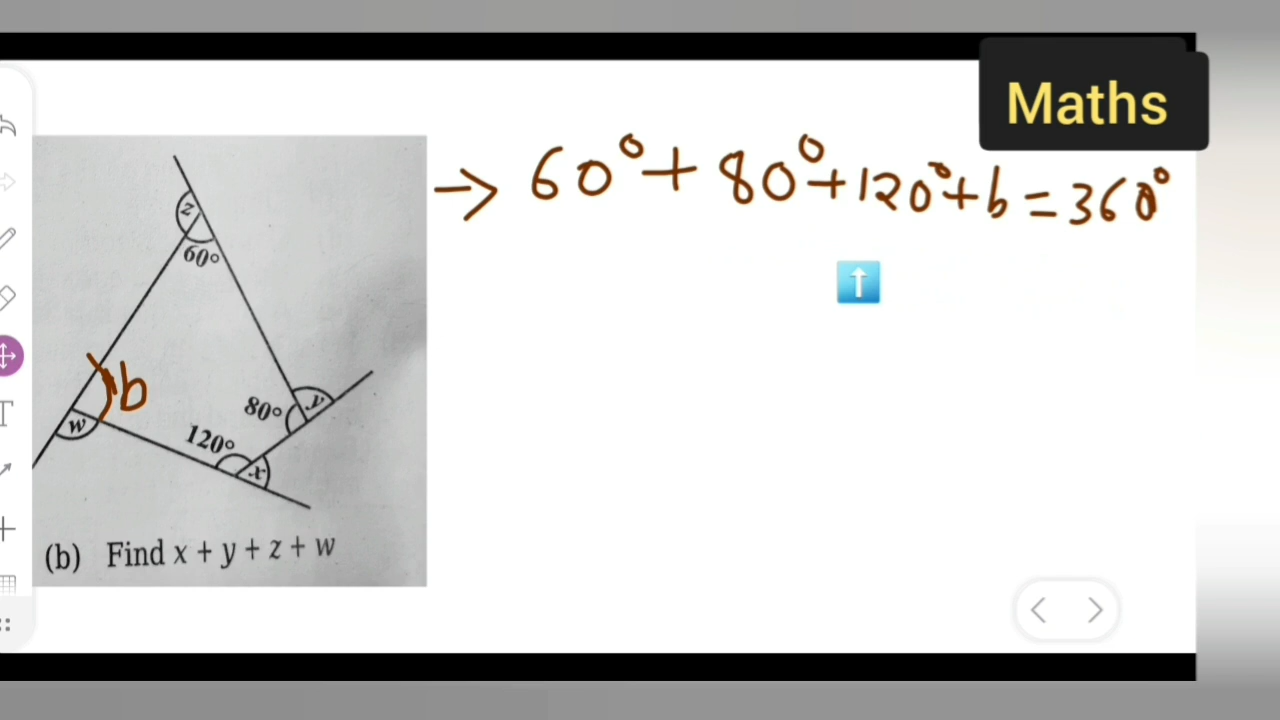 Maths
→ 60° + 80° + 120° + b = 360°
z
60°
b
80°
y
w
120°
x
(b) Find x + y + z + w